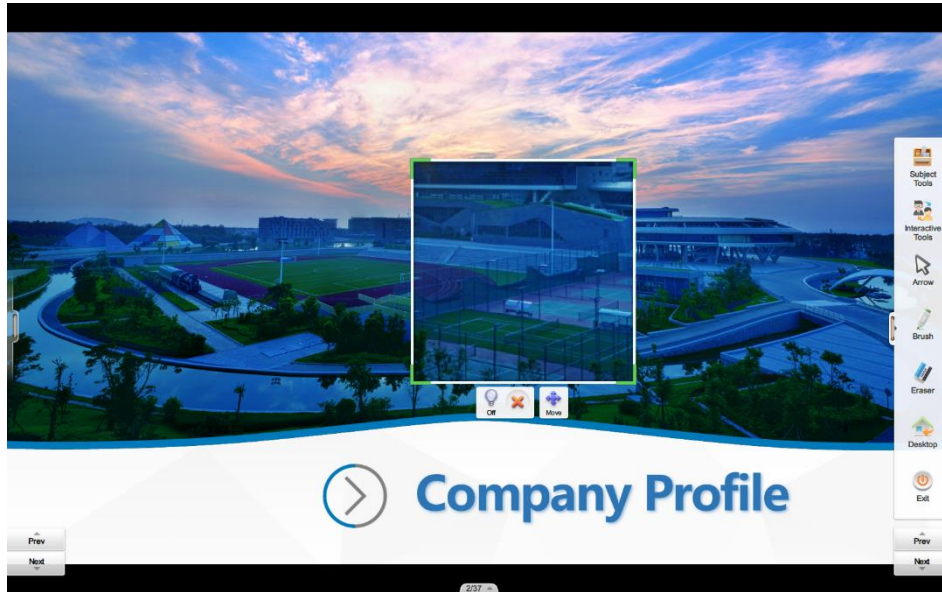 Subject
Tools
Interactive
Tools
Arrow
Brush
Eraser
Desktop
Exit
Off
Move
Company Profile
Prev
Next
Prev
Next
2/37